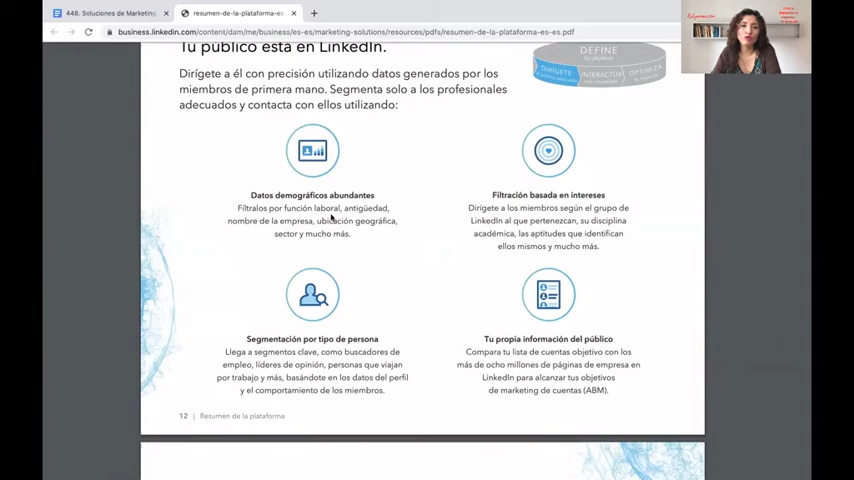 448. Soluciones de Marketing
resumen-de-la-plataforma-es-es
business.linkedin.com/content/dam/me/business/es-es/marketing-solutions/resources/pdfs/resumen-de-la-plataforma-es-es.pdf
Tu público está en LinkedIn.
Dirígete a él con precisión utilizando datos generados por los
miembros de primera mano. Segmenta solo a los profesionales
adecuados y contacta con ellos utilizando:
DEFINE
tu objetivo
DIRÍGETE
INTERACTÚA
OPTIMIZA
Datos demográficos abundantes
Fíltralos por función laboral, antigüedad,
nombre de la empresa, ubicación geográfica,
sector y mucho más.
Filtración basada en intereses
Dirígete a los miembros según el grupo de
LinkedIn al que pertenezcan, su disciplina
académica, las aptitudes que identifican
ellos mismos y mucho más.
Segmentación por tipo de persona
Llega a segmentos clave, como buscadores de
empleo, líderes de opinión, personas que viajan
por trabajo y más, basándote en los datos del perfil
y el comportamiento de los miembros.
Tu propia información del público
Compara tu lista de cuentas objetivo con los
más de ocho millones de páginas de empresa en
LinkedIn para alcanzar tus objetivos
de marketing de cuentas (ABM).
12 | Resumen de la plataforma